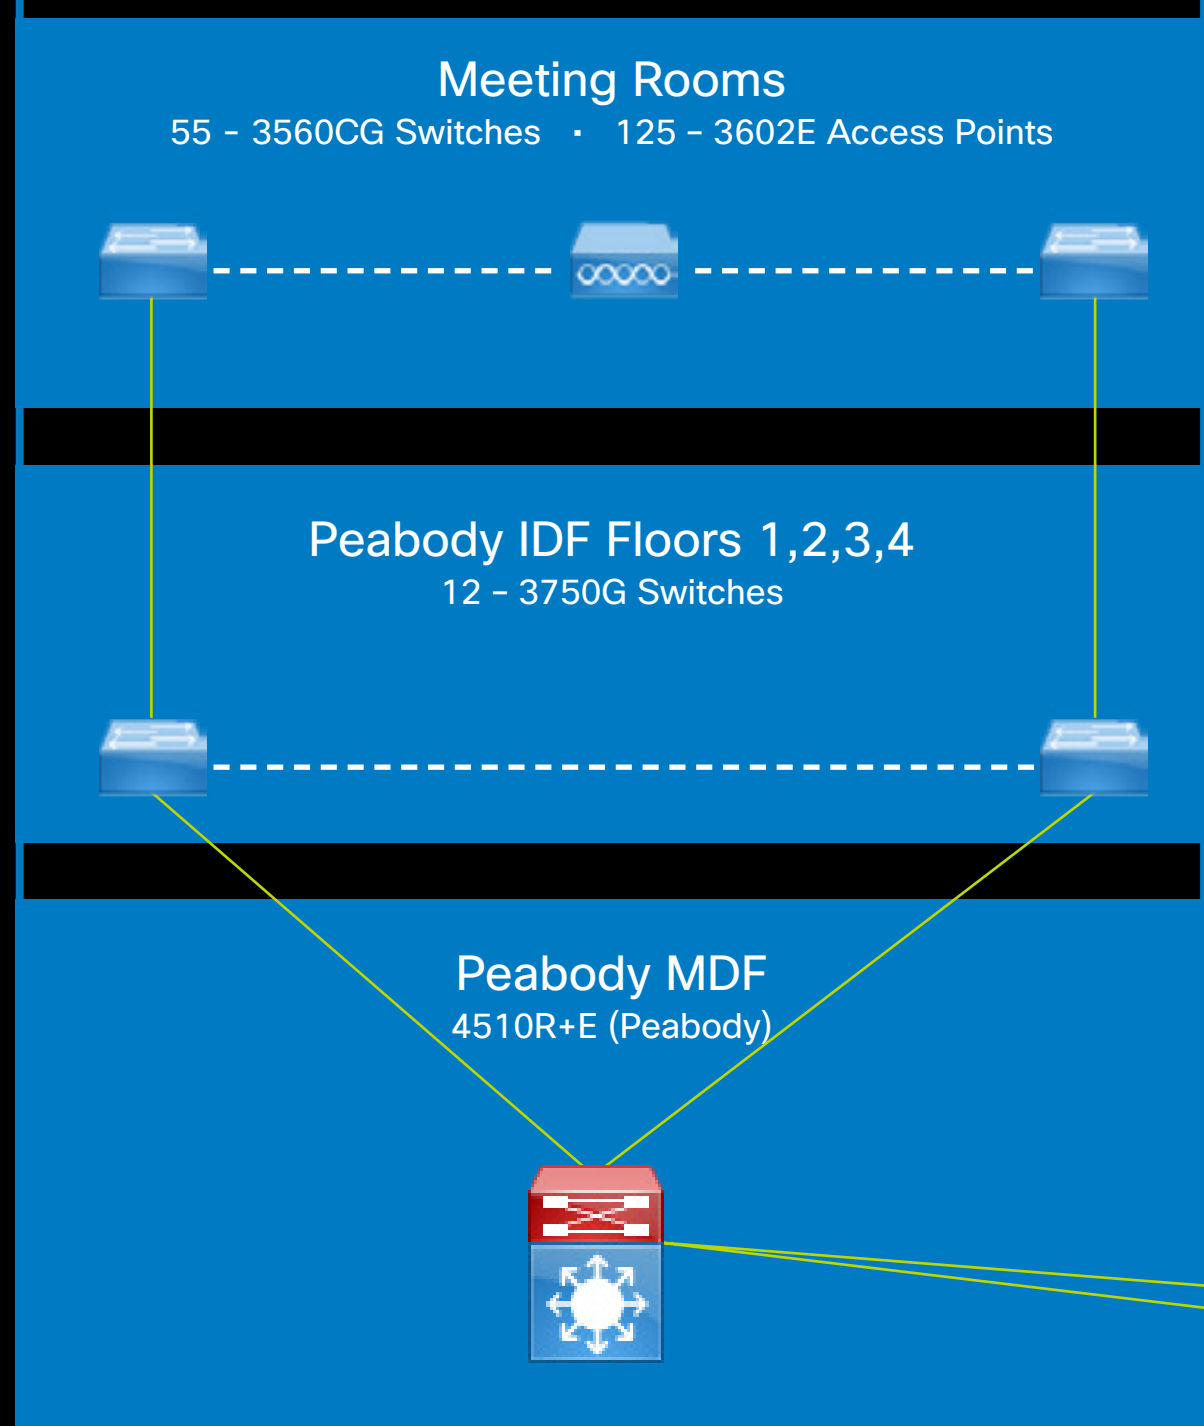 Meeting Rooms
55 – 3560CG Switches · 125 – 3602E Access Points
Peabody IDF Floors 1,2,3,4
12 – 3750G Switches
Peabody MDF
4510R+E (Peabody)